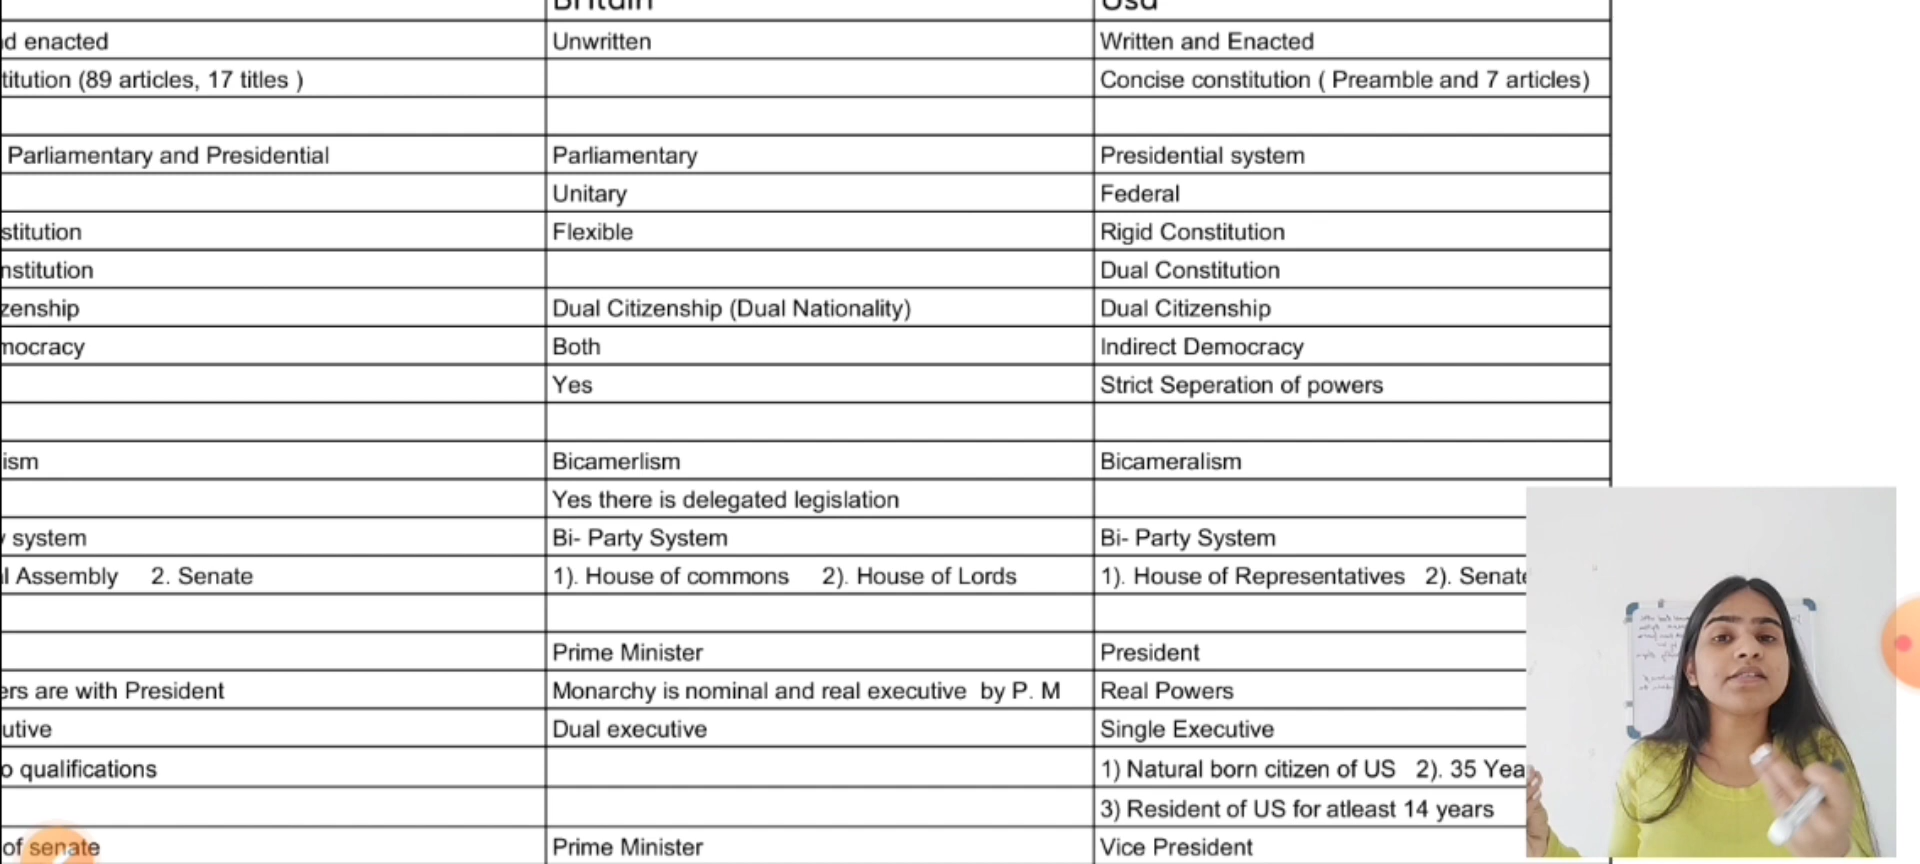 Britain Usa
d enacted Unwritten Written and Enacted
titution (89 articles, 17 titles ) Concise constitution ( Preamble and 7 articles)
Parliamentary and Presidential Parliamentary Presidential system
Unitary Federal
stitution Flexible Rigid Constitution
nstitution Dual Constitution
zenship Dual Citizenship (Dual Nationality) Dual Citizenship
mocracy Both Indirect Democracy
Yes Strict Seperation of powers
ism Bicamerlism Bicameralism
Yes there is delegated legislation
system Bi- Party System Bi- Party System
l Assembly 2. Senate 1). House of commons 2). House of Lords 1). House of Representatives 2). Senate
Prime Minister President
ers are with President Monarchy is nominal and real executive by P. M Real Powers
utive Dual executive Single Executive
o qualifications 1) Natural born citizen of US 2). 35 Yea
3) Resident of US for atleast 14 years
of senate Prime Minister Vice President